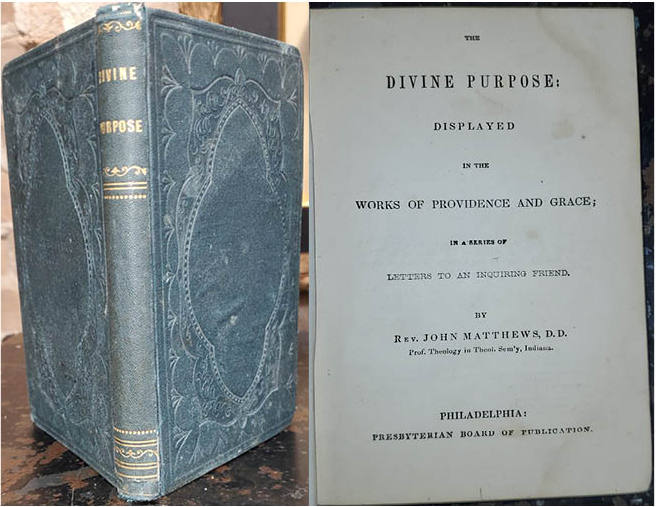 DIVINE
PURPOSE
THE
DIVINE PURPOSE:
DISPLAYED
IN THE
WORKS OF PROVIDENCE AND GRACE;
IN A SERIES OF
LETTERS TO AN INQUIRING FRIEND.
BY
REV. JOHN MATTHEWS, D.D.
Prof. Theology in Theol. Sem'y, Indiana.
PHILADELPHIA:
PRESBYTERIAN BOARD OF PUBLICATION.